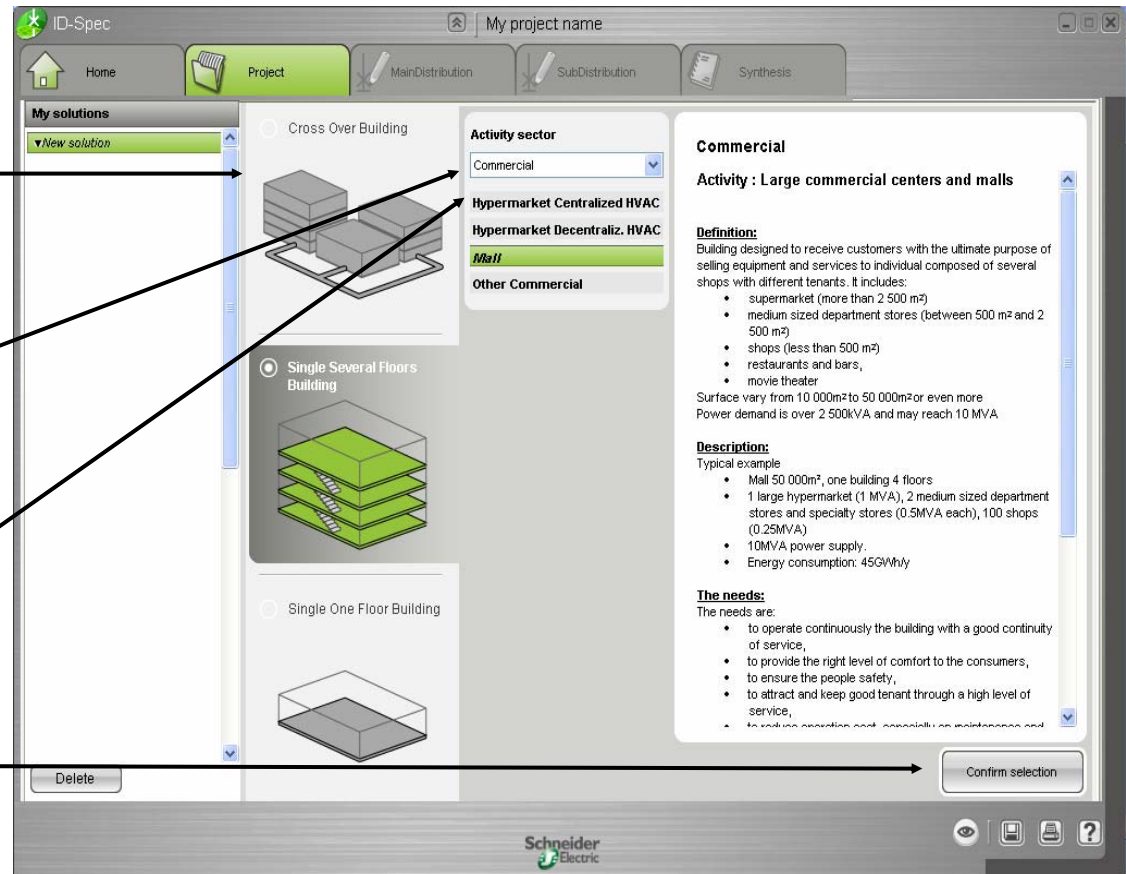 ID-Spec
My project name
Home
Project
MainDistribution
SubDistribution
Synthesis
My solutions
▾New solution
Delete
Cross Over Building
Single Several Floors
Building
Single One Floor Building
Activity sector
Commercial
Hypermarket Centralized HVAC
Hypermarket Decentraliz. HVAC
Mall
Other Commercial
Commercial
Activity : Large commercial centers and malls
Definition:
Building designed to receive customers with the ultimate purpose of
selling equipment and services to individual composed of several
shops with different tenants. It includes:
• supermarket (more than 2 500 m²)
• medium sized department stores (between 500 m² and 2
500 m²)
• shops (less than 500 m²)
• restaurants and bars,
• movie theater
Surface vary from 10 000m² to 50 000m² or even more
Power demand is over 2 500kVA and may reach 10 MVA
Description:
Typical example
• Mall 50 000m², one building 4 floors
• 1 large hypermarket (1 MVA), 2 medium sized department
stores and specialty stores (0.5MVA each), 100 shops
(0.25MVA)
• 10MVA power supply.
• Energy consumption: 45GWh/y
The needs:
The needs are:
• to operate continuously the building with a good continuity
of service,
• to provide the right level of comfort to the consumers,
• to ensure the people safety,
• to attract and keep good tenant through a high level of
service,
• to reduce operation cost, especially on maintenance and
Confirm selection
Schneider
Electric
?